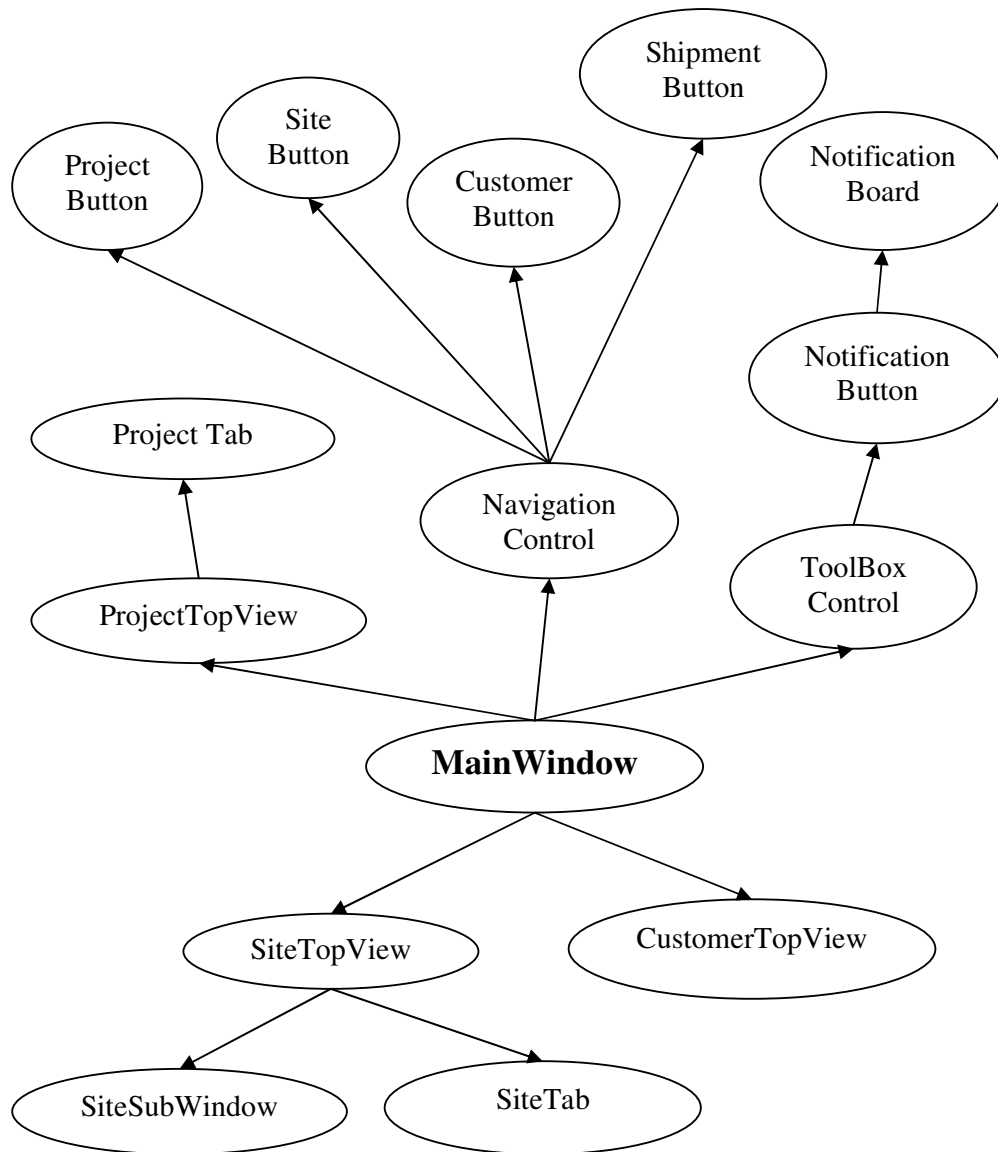 Shipment
Button
Site
Button
Project
Button
Customer
Button
Notification
Board
Notification
Button
Project Tab
Navigation
Control
ToolBox
Control
ProjectTopView
MainWindow
SiteTopView
CustomerTopView
SiteSubWindow
SiteTab